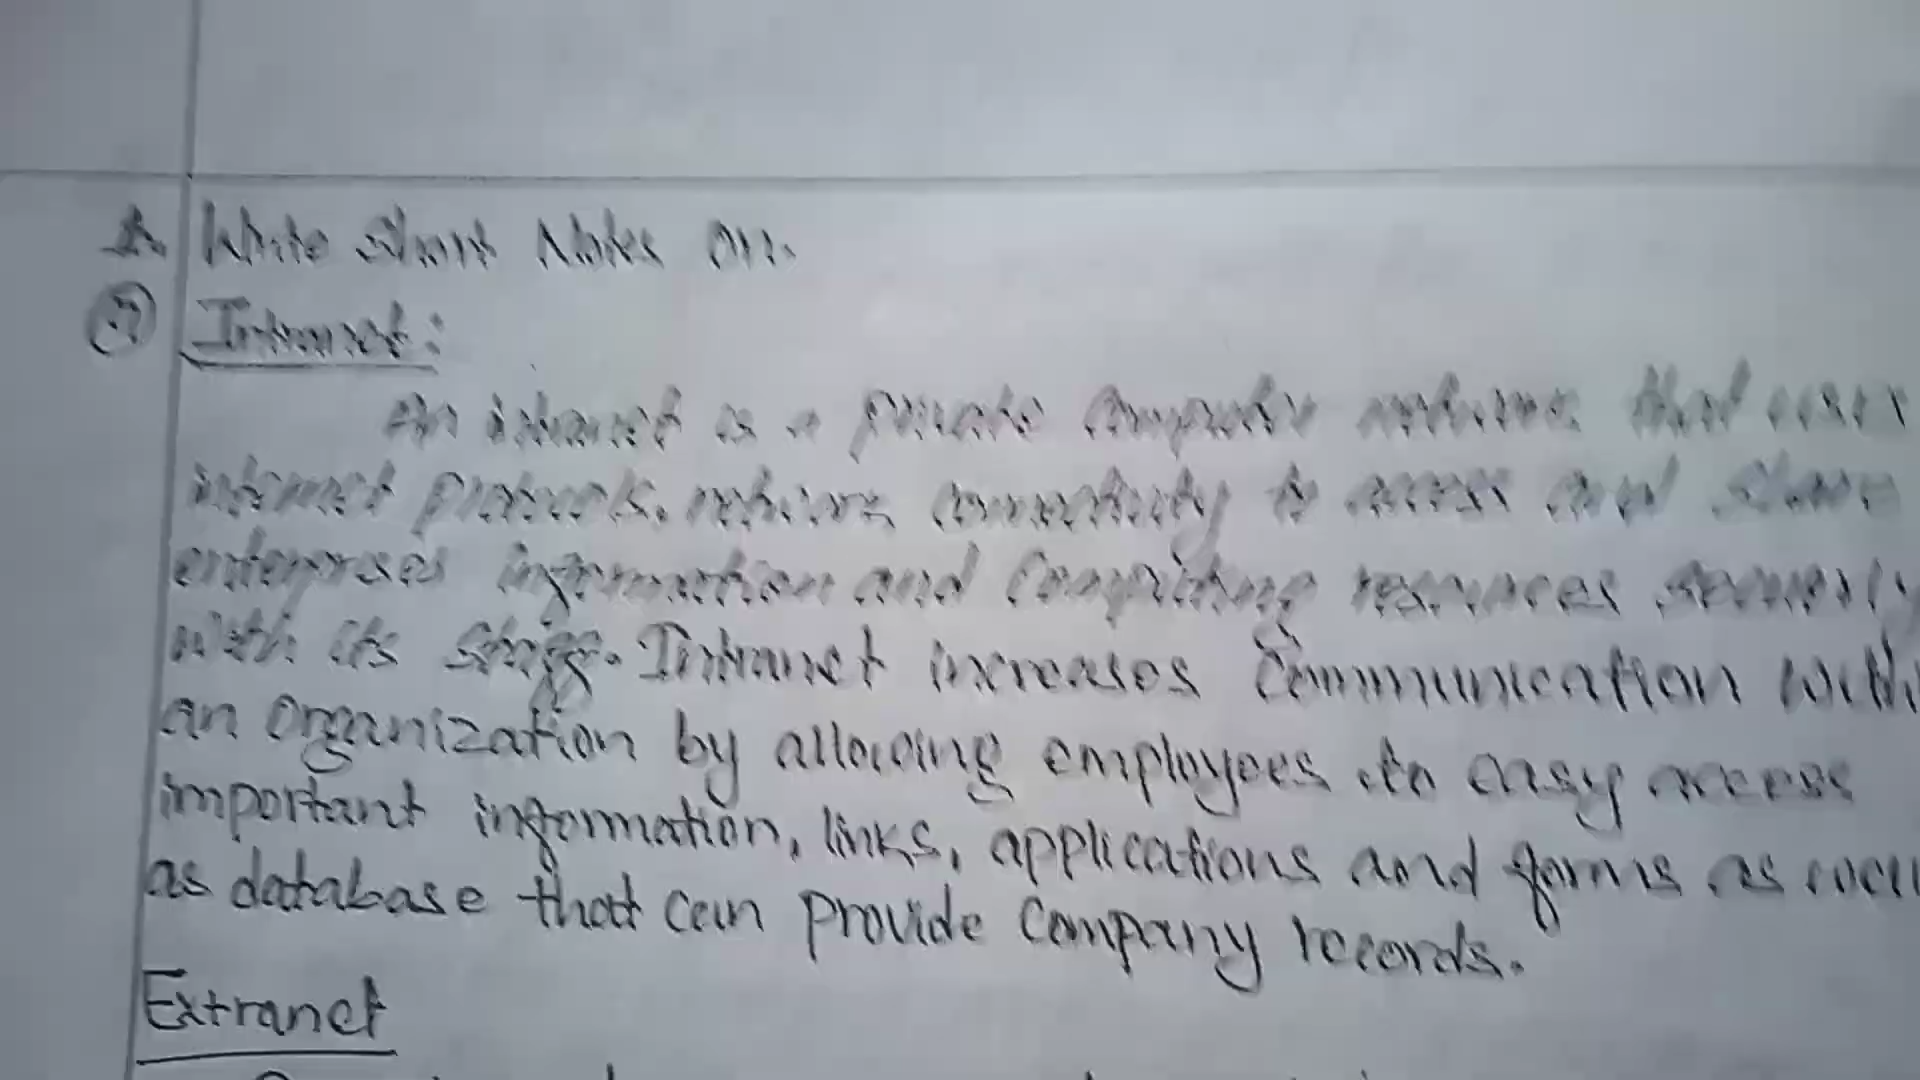 Write Short Notes on.
Intranet:
An intranet is a private Computer network that uses
internet protocols, network connectivity to access and share
enterprises information and Computing resources securely
with its staff. Intranet increases Communication with
an organization by allowing employees to easy access
important information, links, applications and forms as well
as database that can provide Company records.
Extranet